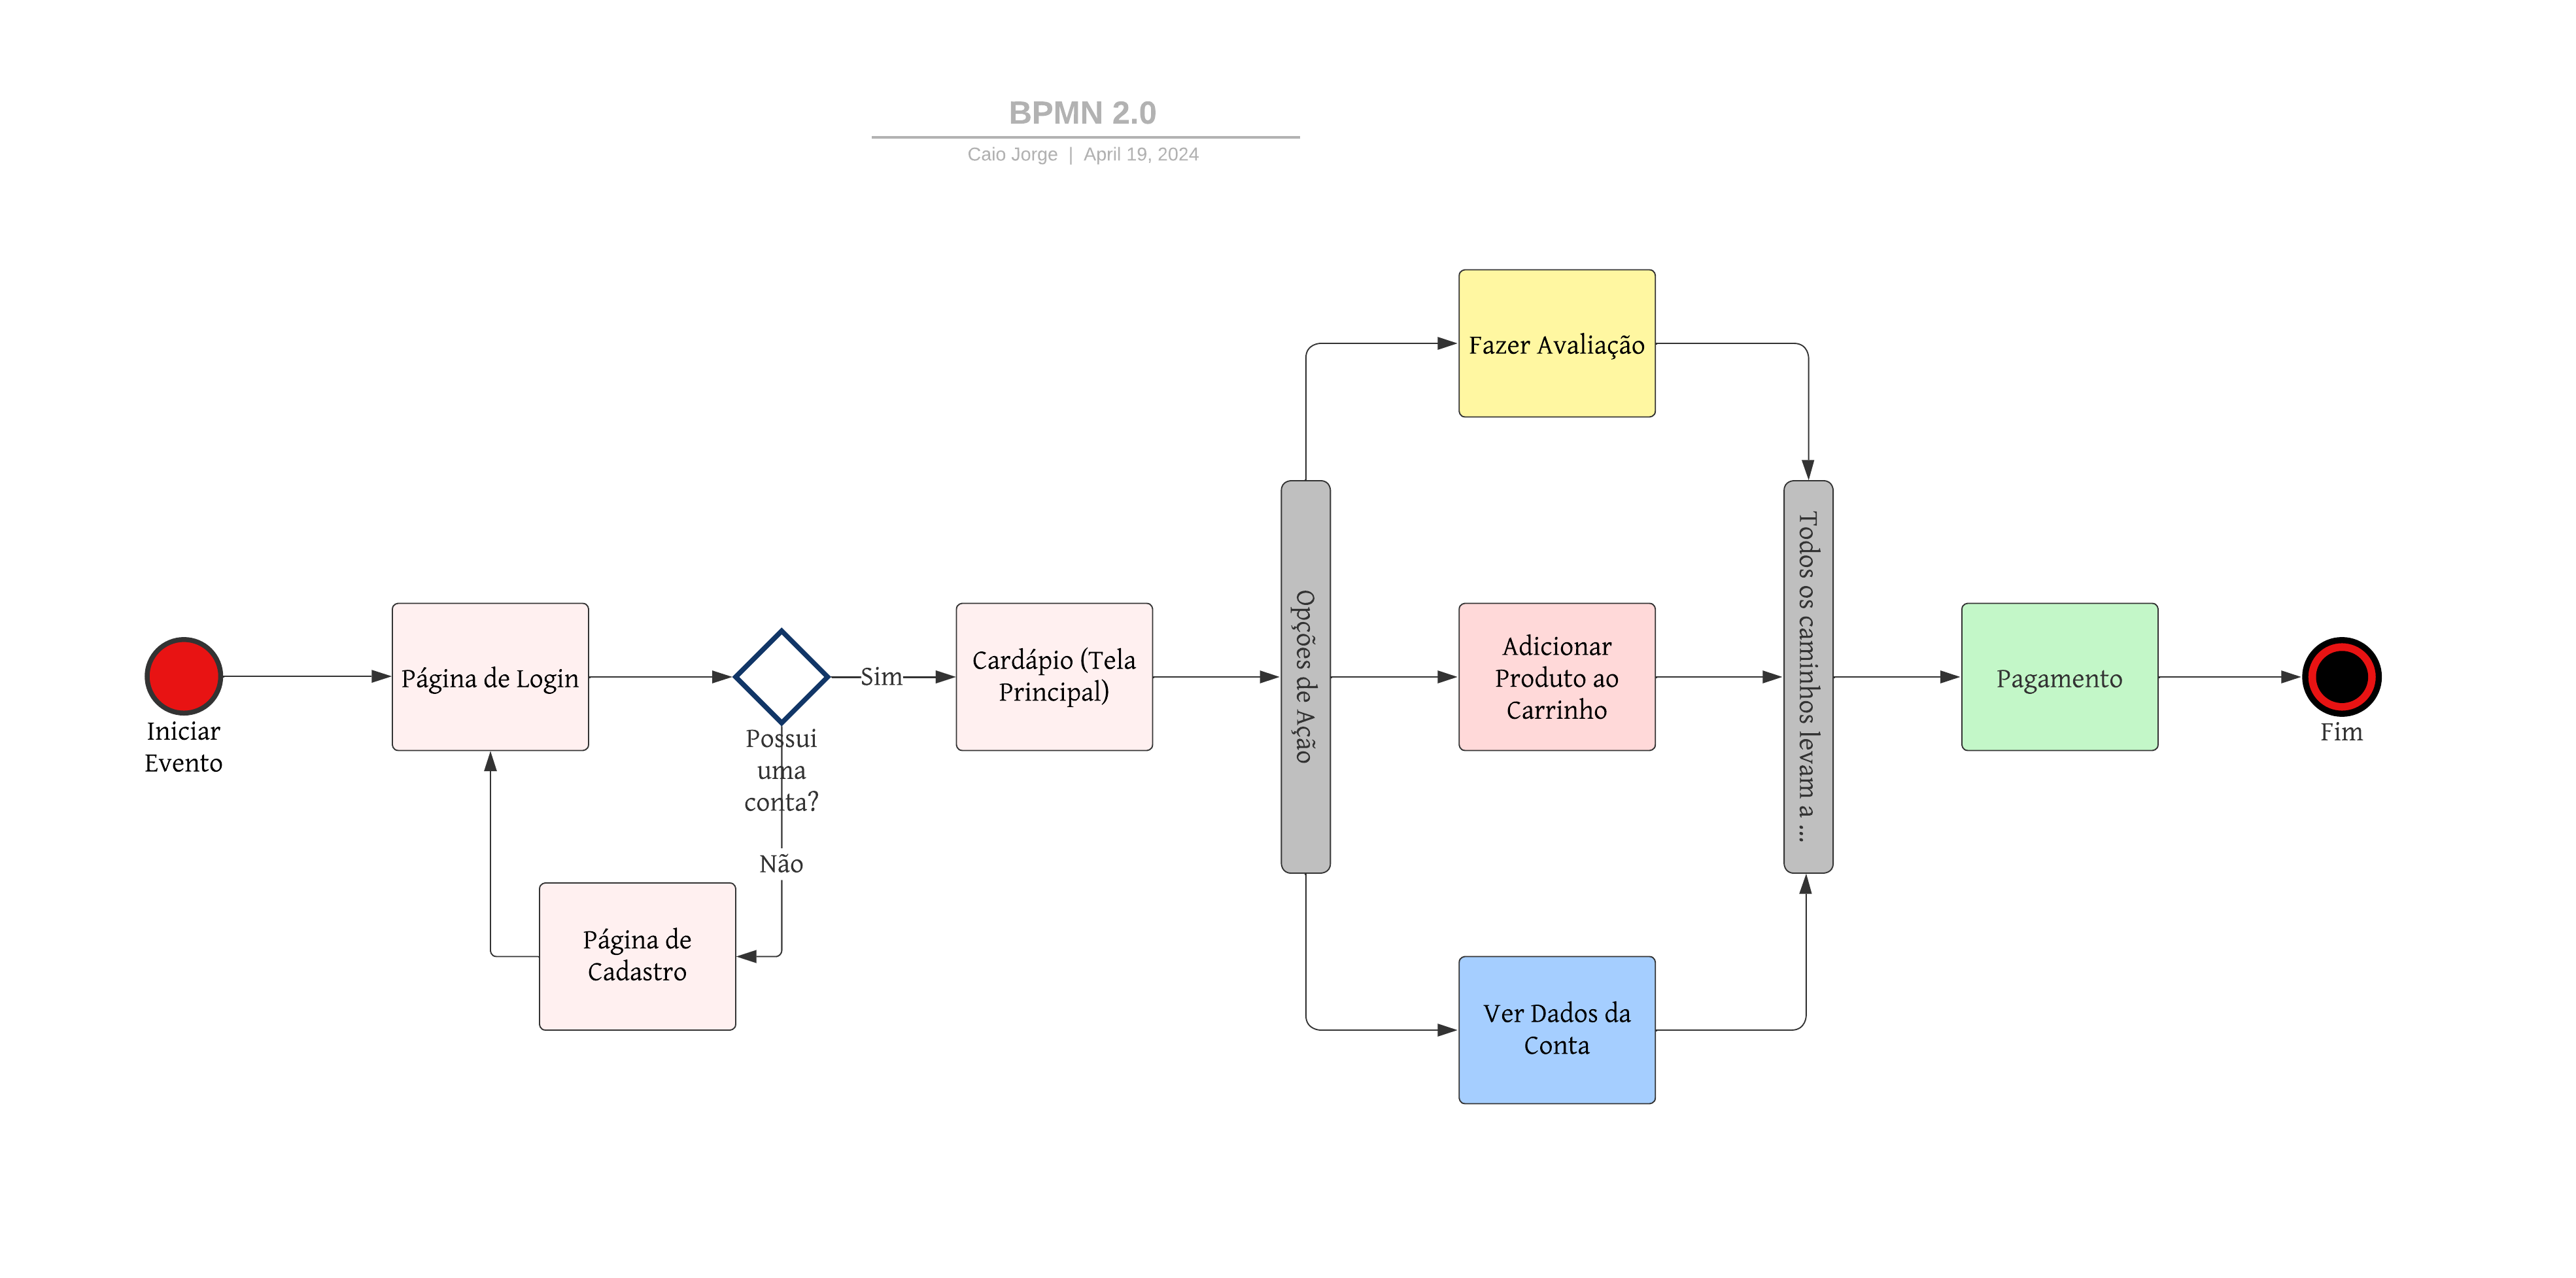 BPMN 2.0
Caio Jorge | April 19, 2024
Iniciar
Evento
Página de Login
Possui
uma
conta?
Sim
Não
Página de
Cadastro
Cardápio (Tela
Principal)
Opções de Ação
Fazer Avaliação
Adicionar
Produto ao
Carrinho
Ver Dados da
Conta
Todos os caminhos levam a ...
Pagamento
Fim